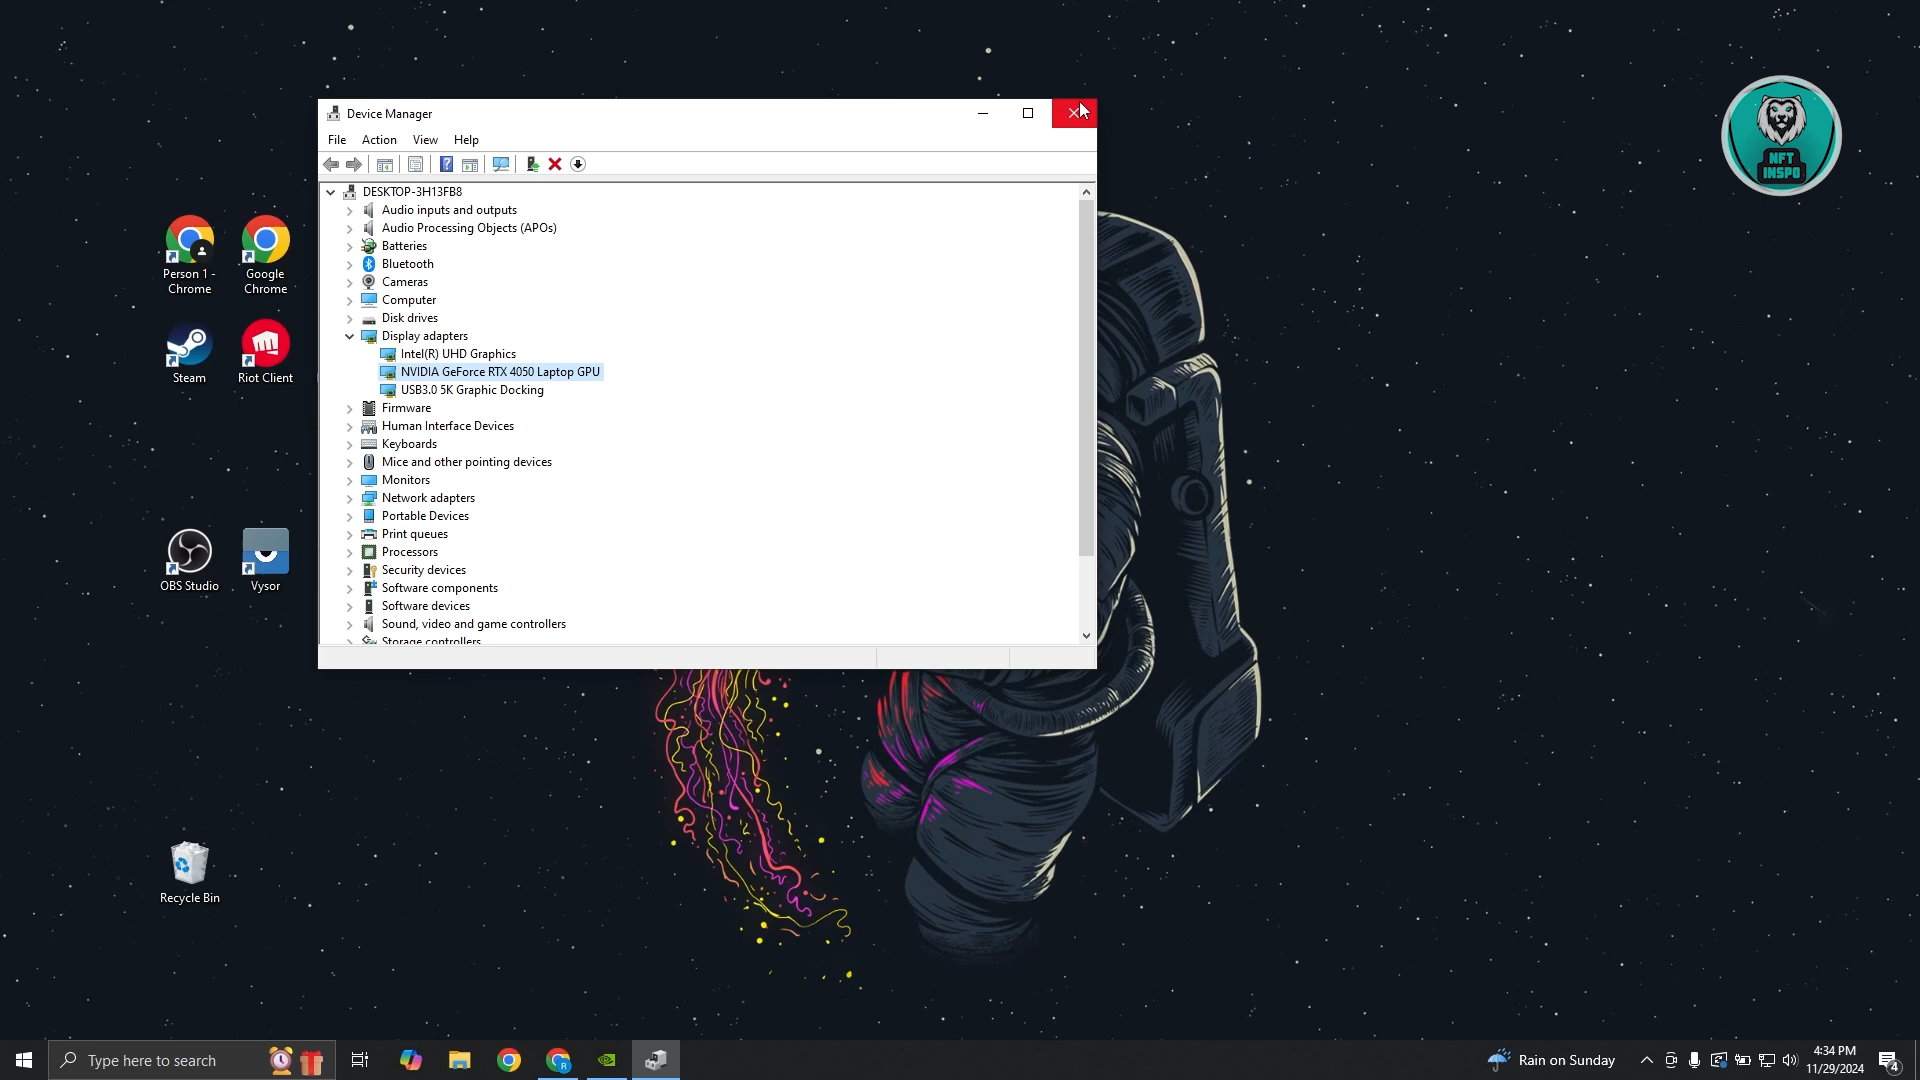 Device Manager
File Action View Help
DESKTOP-3H13FB8
Audio inputs and outputs
Audio Processing Objects (APOs)
Batteries
Bluetooth
Cameras
Computer
Disk drives
Display adapters
Intel(R) UHD Graphics
NVIDIA GeForce RTX 4050 Laptop GPU
USB3.0 5K Graphic Docking
Firmware
Human Interface Devices
Keyboards
Mice and other pointing devices
Monitors
Network adapters
Portable Devices
Print queues
Processors
Security devices
Software components
Software devices
Sound, video and game controllers
Storage controllers
Person 1 -
Chrome
Google
Chrome
Steam
Riot Client
OBS Studio
Vysor
Recycle Bin
NFT
INSPO
Type here to search
Rain on Sunday
4:34 PM
11/29/2024
4